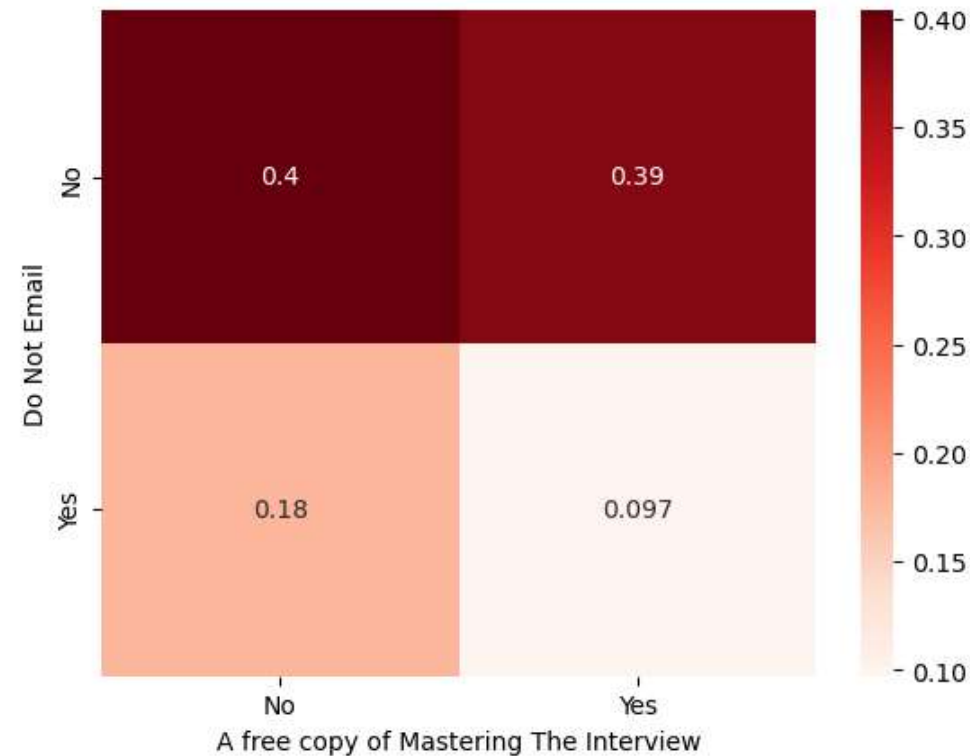 0.40
No
0.4
0.39
0.35
0.30
Do Not Email
0.25
0.20
Yes
0.18
0.097
0.15
0.10
No
Yes
A free copy of Mastering The Interview